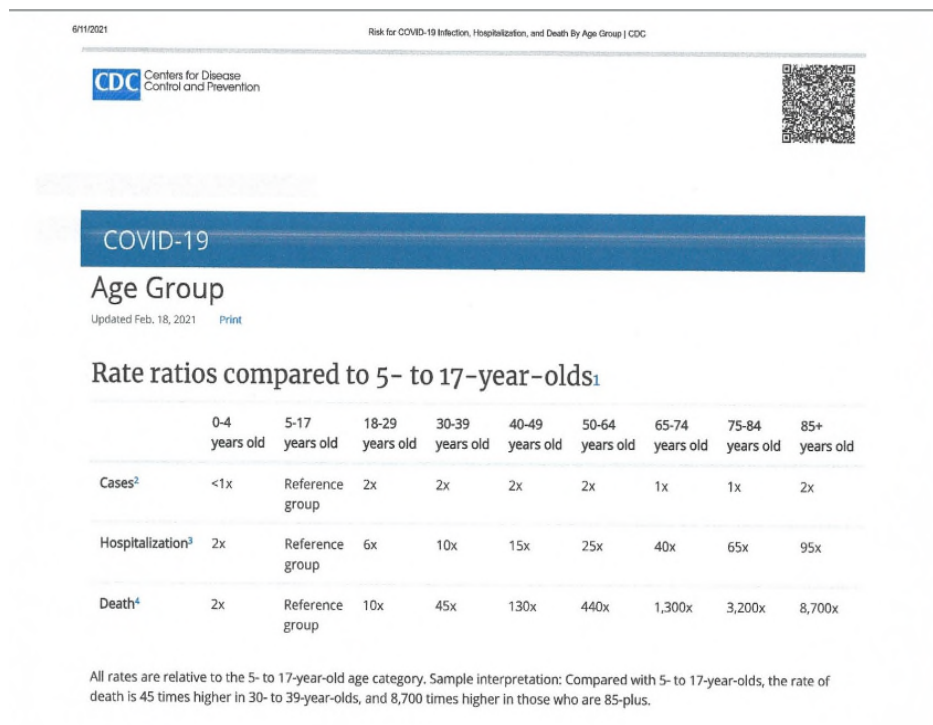 6/11/2021
Risk for COVID-19 Infection, Hospitalization, and Death By Age Group | CDC
CDC Centers for Disease
Control and Prevention
COVID-19
Age Group
Updated Feb. 18, 2021 Print
Rate ratios compared to 5- to 17-year-olds1
0-4 5-17 18-29 30-39 40-49 50-64 65-74 75-84 85+
years old years old years old years old years old years old years old years old years old
Cases2 <1x Reference 2x 2x 2x 2x 1x 1x 2x
group
Hospitalization3 2x Reference 6x 10x 15x 25x 40x 65x 95x
group
Death4 2x Reference 10x 45x 130x 440x 1,300x 3,200x 8,700x
group
All rates are relative to the 5- to 17-year-old age category. Sample interpretation: Compared with 5- to 17-year-olds, the rate of
death is 45 times higher in 30- to 39-year-olds, and 8,700 times higher in those who are 85-plus.